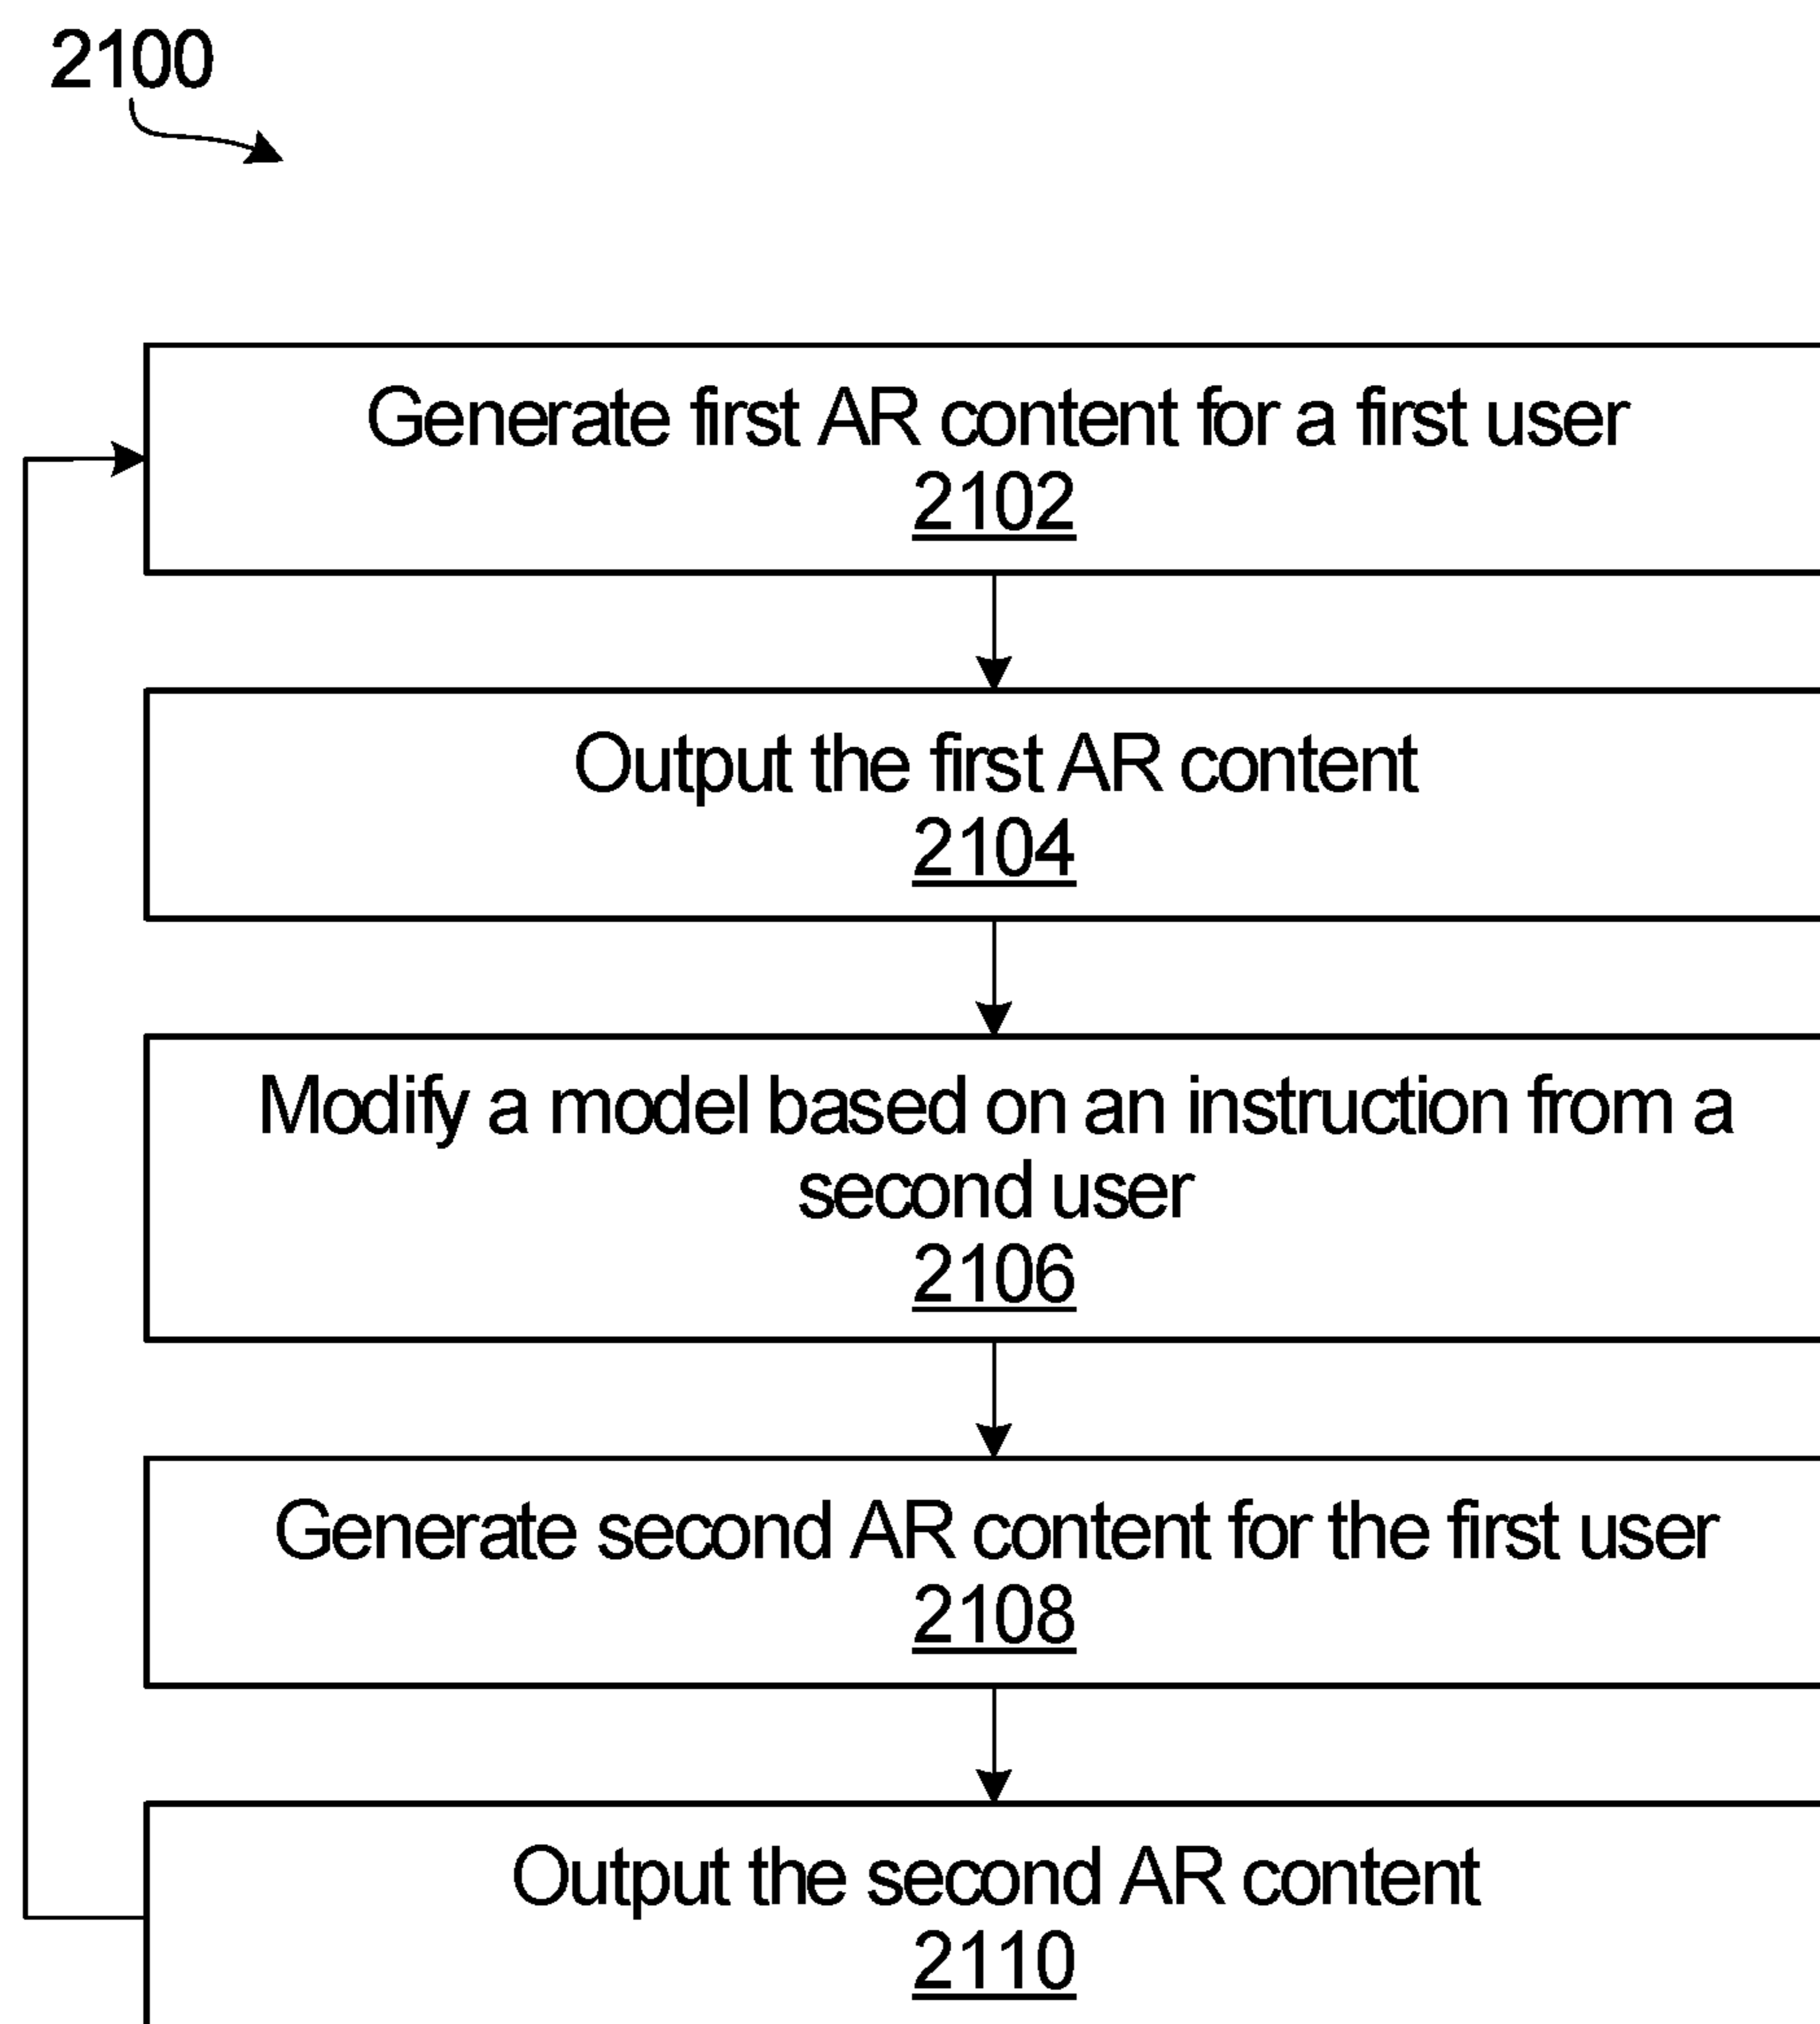 2100
Generate first AR content for a first user
2102
Output the first AR content
2104
Modify a model based on an instruction from a
second user
2106
Generate second AR content for the first user
2108
Output the second AR content
2110